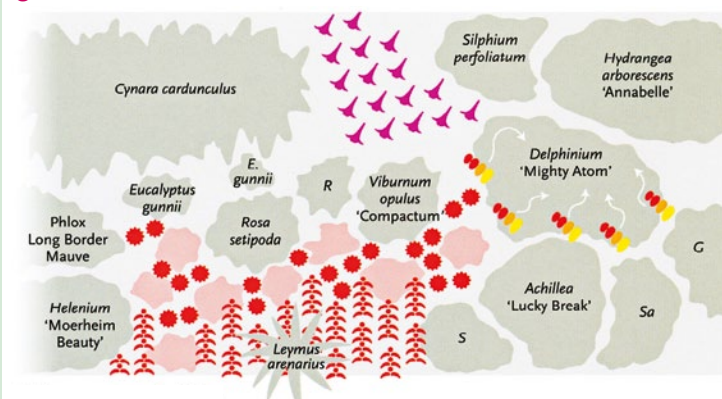 Silphium
perfoliatum
Hydrangea
arborescens
'Annabelle'
Cynara cardunculus
Delphinium
'Mighty Atom'
E.
gunnii
R
Viburnum
opulus
'Compactum'
Eucalyptus
gunnii
Rosa
setipoda
Phlox
Long Border
Mauve
G
Achillea
'Lucky Break'
Sa
Helenium
'Moerheim
Beauty'
Leymus
arenarius
S